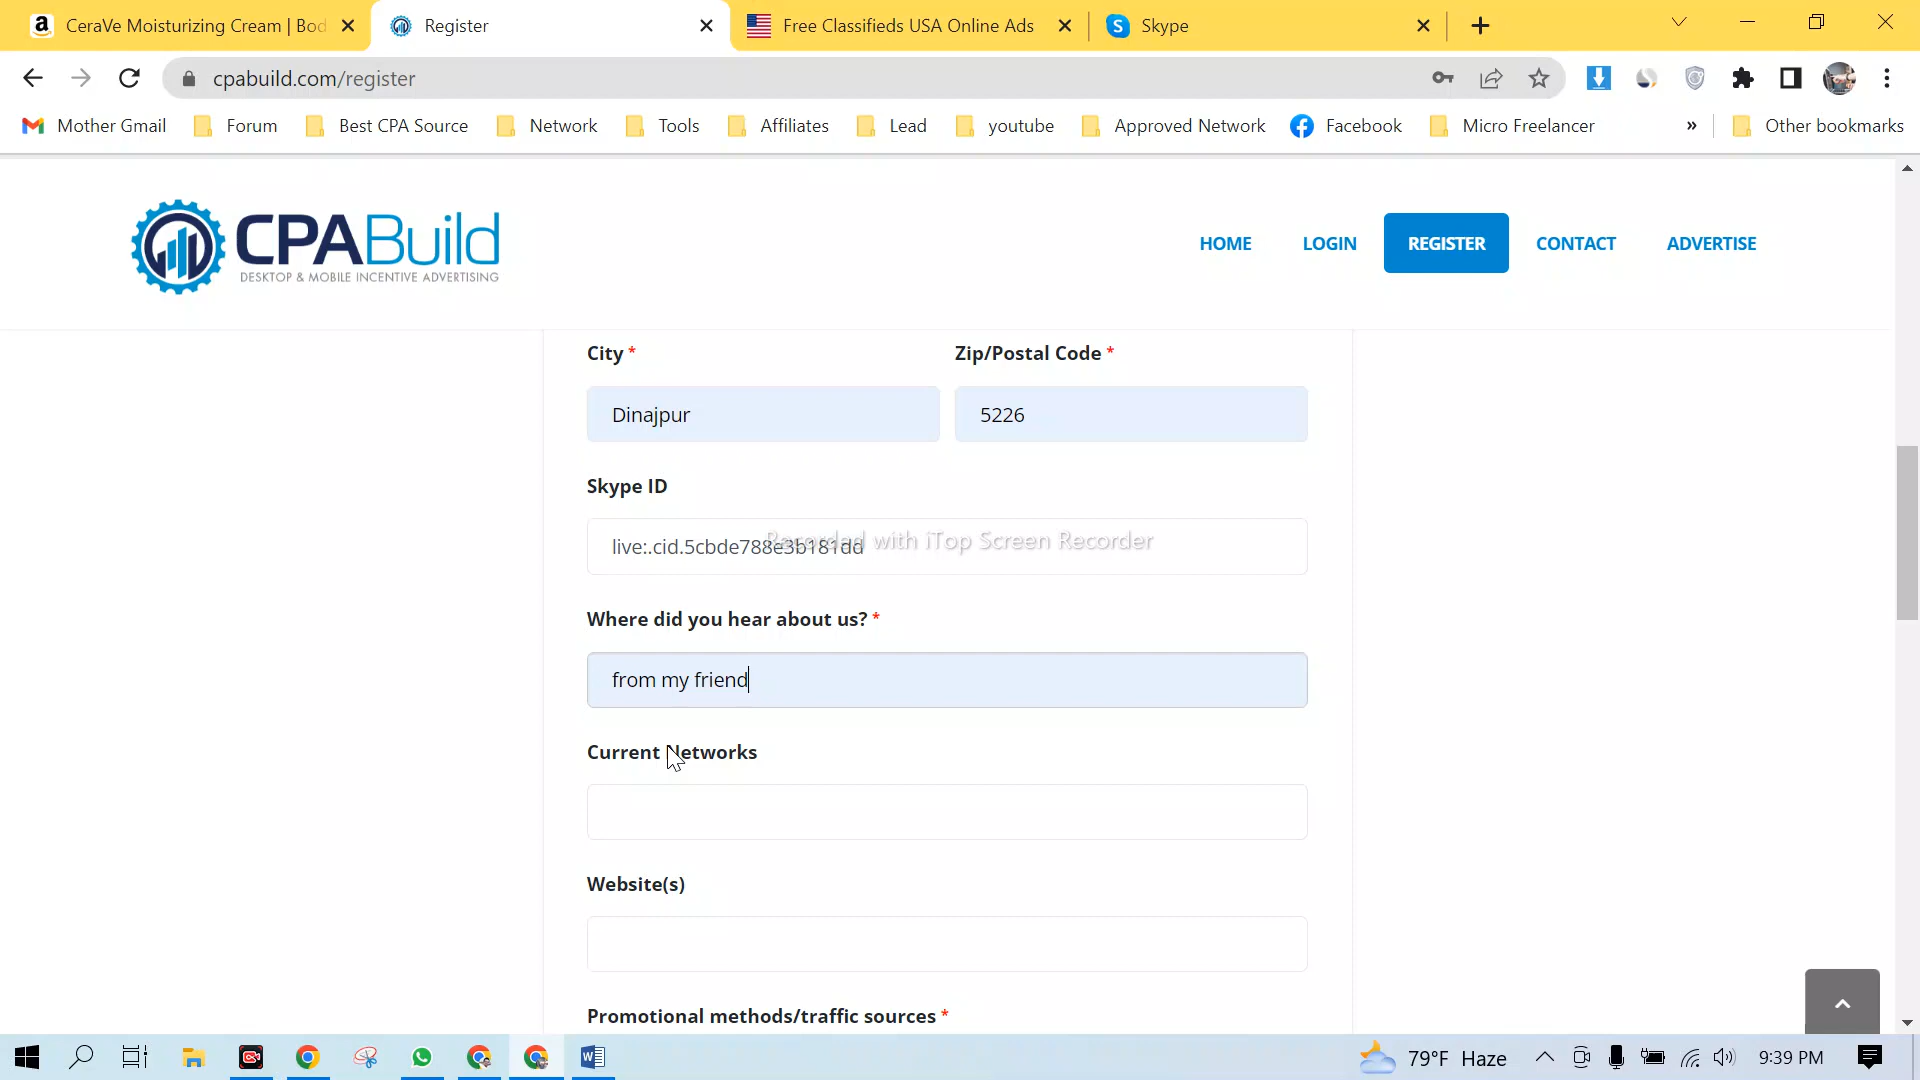 CeraVe Moisturizing Cream | Bod
Register
Free Classifieds USA Online Ads
Skype
cpabuild.com/register
Mother Gmail
Forum
Best CPA Source
Network
Tools
Affiliates
Lead
youtube
Approved Network
Facebook
Micro Freelancer
»
Other bookmarks
CPABuild
DESKTOP & MOBILE INCENTIVE ADVERTISING
HOME
LOGIN
REGISTER
CONTACT
ADVERTISE
City *
Zip/Postal Code *
Dinajpur
5226
Skype ID
live:.cid.5cbde788e3b181dd
Recorded with iTop Screen Recorder
Where did you hear about us? *
from my friend
Current Networks
Website(s)
Promotional methods/traffic sources *
79°F Haze
9:39 PM